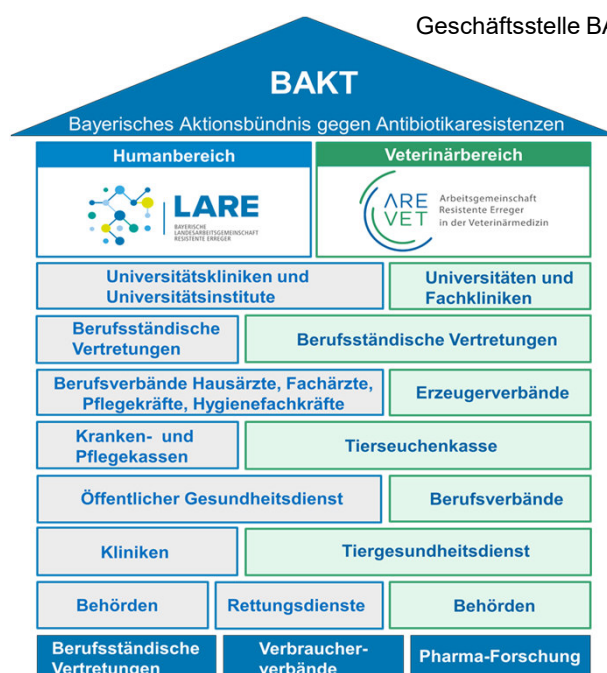 Geschäftsstelle BA
BAKT
Bayerisches Aktionsbündnis gegen Antibiotikaresistenzen
Humanbereich
Veterinärbereich
LARE
BAYERISCHE
LANDESARBEITSGEMEINSCHAFT
RESISTENTE ERREGER
ARE
VET
Arbeitsgemeinschaft
Resistente Erreger
in der Veterinärmedizin
Universitätskliniken und
Universitätsinstitute
Universitäten und
Fachkliniken
Berufsständische
Vertretungen
Berufsständische Vertretungen
Berufsverbände Hausärzte, Fachärzte,
Pflegekräfte, Hygienefachkräfte
Erzeugerverbände
Kranken- und
Pflegekassen
Tierseuchenkasse
Öffentlicher Gesundheitsdienst
Berufsverbände
Kliniken
Tiergesundheitsdienst
Behörden
Rettungsdienste
Behörden
Berufsständische
Vertretungen
Verbraucher-
verbände
Pharma-Forschung